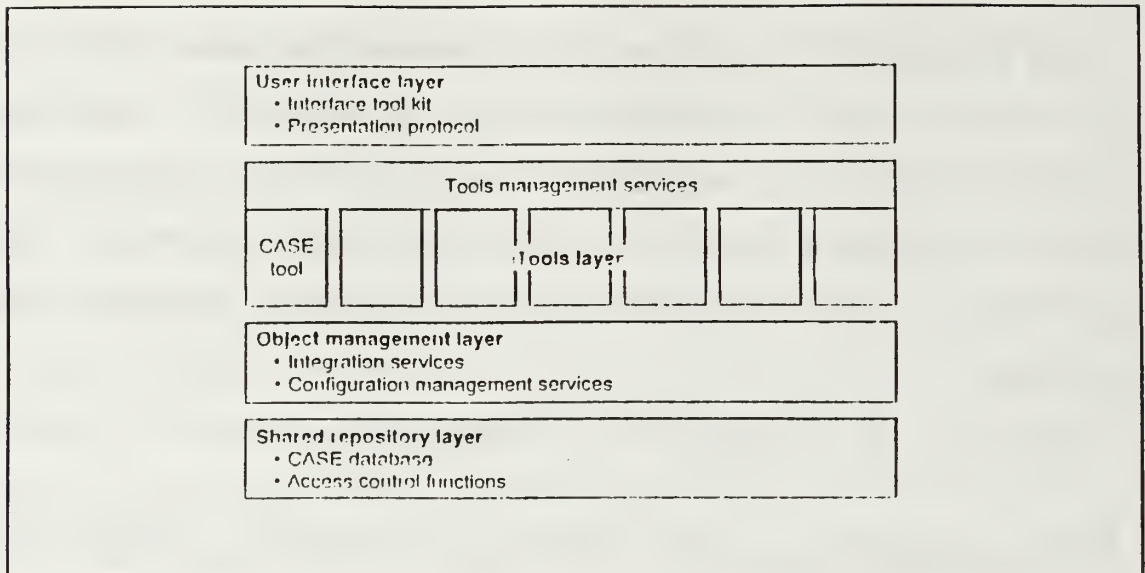 User interface layer
• Interface tool kit
• Presentation protocol
Tools management services
CASE
tool
Tools layer
Object management layer
• Integration services
• Configuration management services
Shared repository layer
• CASE database
• Access control functions